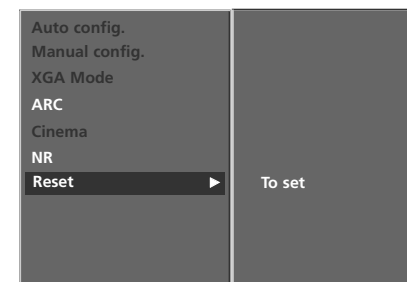 Auto config.
Manual config.
XGA Mode
ARC
Cinema
NR
Reset ▶ To set